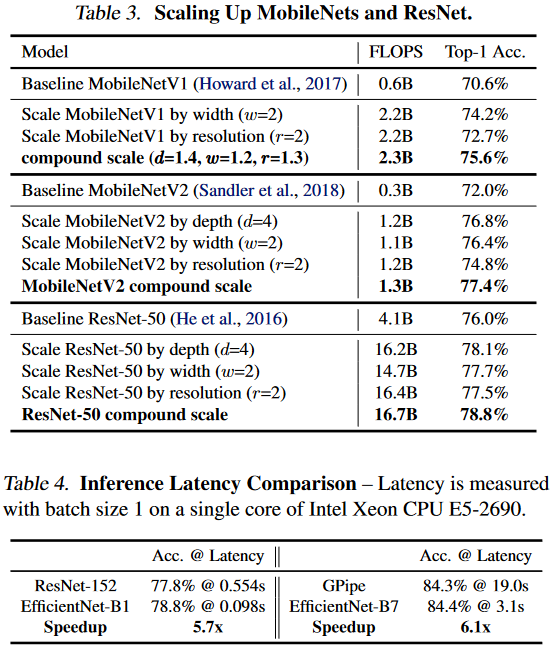 Table 3. Scaling Up MobileNets and ResNet.
Model FLOPS Top-1 Acc.
Baseline MobileNetV1 (Howard et al., 2017) 0.6B 70.6%
Scale MobileNetV1 by width (w=2) 2.2B 74.2%
Scale MobileNetV1 by resolution (r=2) 2.2B 72.7%
compound scale (d=1.4, w=1.2, r=1.3) 2.3B 75.6%
Baseline MobileNetV2 (Sandler et al., 2018) 0.3B 72.0%
Scale MobileNetV2 by depth (d=4) 1.2B 76.8%
Scale MobileNetV2 by width (w=2) 1.1B 76.4%
Scale MobileNetV2 by resolution (r=2) 1.2B 74.8%
MobileNetV2 compound scale 1.3B 77.4%
Baseline ResNet-50 (He et al., 2016) 4.1B 76.0%
Scale ResNet-50 by depth (d=4) 16.2B 78.1%
Scale ResNet-50 by width (w=2) 14.7B 77.7%
Scale ResNet-50 by resolution (r=2) 16.4B 77.5%
ResNet-50 compound scale 16.7B 78.8%
Table 4. Inference Latency Comparison – Latency is measured
with batch size 1 on a single core of Intel Xeon CPU E5-2690.
Acc. @ Latency Acc. @ Latency
ResNet-152 77.8% @ 0.554s GPipe 84.3% @ 19.0s
EfficientNet-B1 78.8% @ 0.098s EfficientNet-B7 84.4% @ 3.1s
Speedup 5.7x Speedup 6.1x